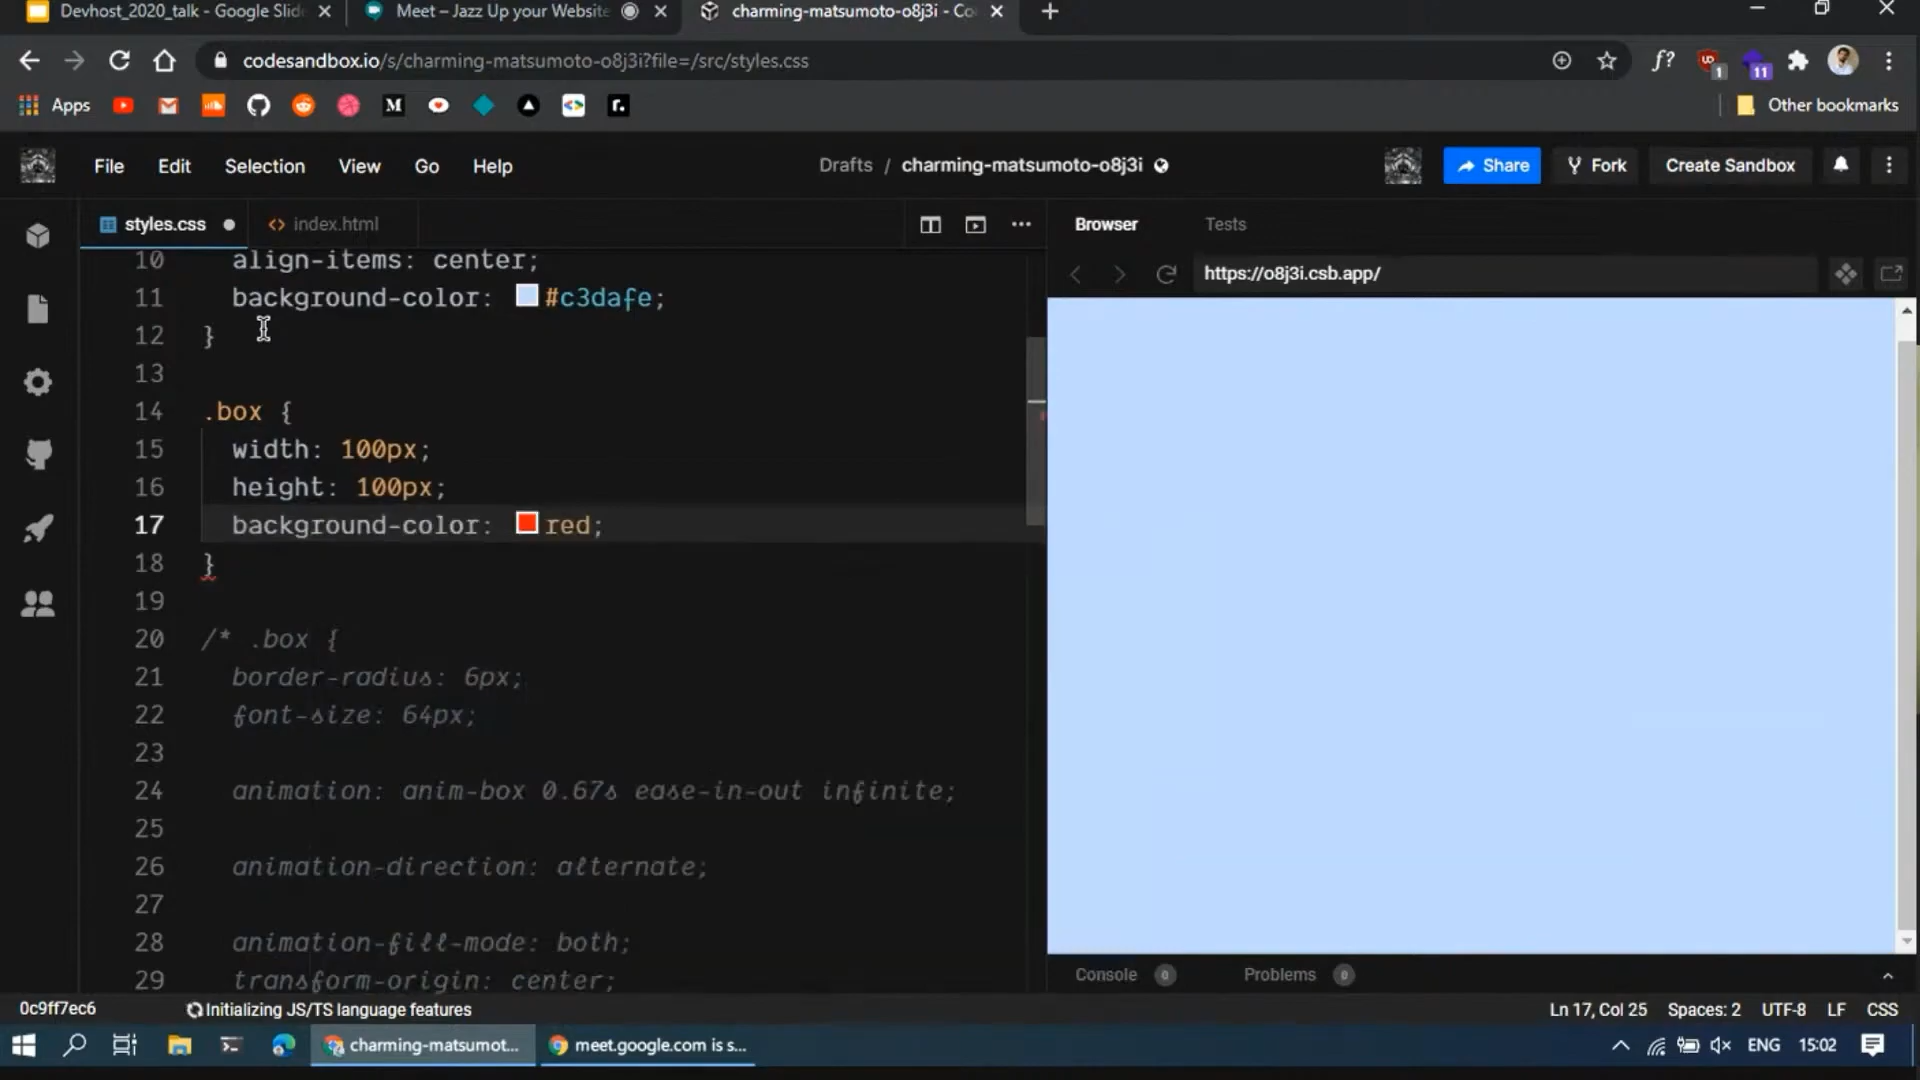 Devhost_2020_talk - Google Slide
Meet – Jazz Up your Website
charming-matsumoto-o8j3i - Co
codesandbox.io/s/charming-matsumoto-o8j3i?file=/src/styles.css
f?
1
11
Apps
M
r.
Other bookmarks
File
Edit
Selection
View
Go
Help
Drafts / charming-matsumoto-o8j3i
Share
Fork
Create Sandbox
styles.css
index.html
Browser
Tests
https://o8j3i.csb.app/
10 align-items: center;
11 background-color: #c3dafe;
12 }
13
14 .box {
15 width: 100px;
16 height: 100px;
17 background-color: red;
18 }
19
20 /* .box {
21 border-radius: 6px;
22 font-size: 64px;
23
24 animation: anim-box 0.67s ease-in-out infinite;
25
26 animation-direction: alternate;
27
28 animation-fill-mode: both;
29 transform-origin: center;
Console 0
Problems 0
0c9ff7ec6
Initializing JS/TS language features
Ln 17, Col 25
Spaces: 2
UTF-8
LF
CSS
charming-matsumot...
meet.google.com is s...
ENG
15:02